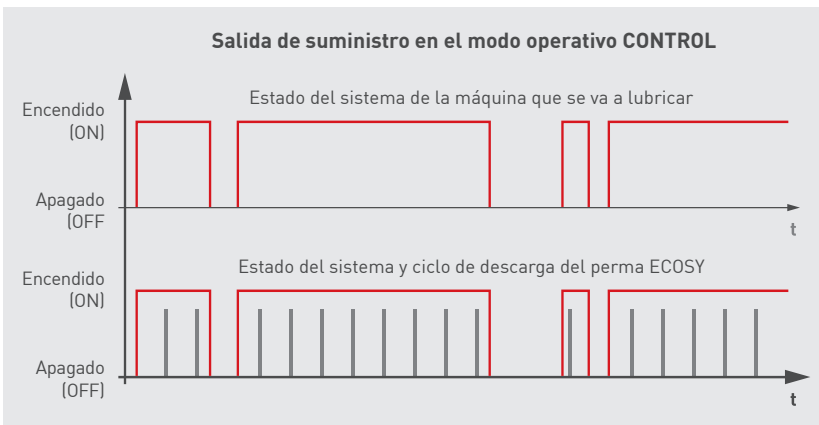 Salida de suministro en el modo operativo CONTROL
Estado del sistema de la máquina que se va a lubricar
Encendido
(ON)
Apagado
(OFF
t
Estado del sistema y ciclo de descarga del perma ECOSY
Encendido
(ON)
Apagado
(OFF)
t